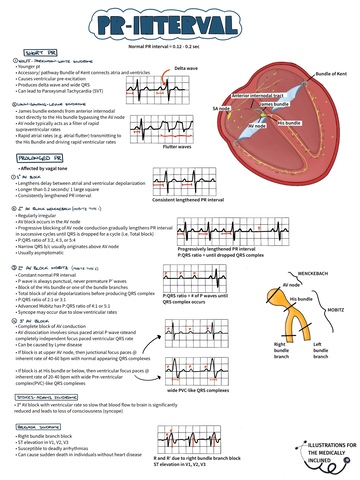 PR-INTERVAL
Normal PR interval = 0.12 - 0.2 sec
SHORT PR
① WOLFF-PARKINSON-WHITE SYNDROME
• Younger pt
• Accessory/ pathway Bundle of Kent connects atria and ventricles
• Causes ventricular pre-excitation
• Produces delta wave and wide QRS
• Can lead to Paroxysmal Tachycardia (SVT)
Delta wave
② LOWN-GANONG-LEVINE SYNDROME
• James bundle extends from anterior internodal
tract directly to the His bundle bypassing the AV node
• AV node typically acts as a filter of rapid
supraventricular rates
• Rapid atrial rates (e.g. atrial flutter) transmitting to
the His Bundle and driving rapid ventricular rates
Flutter waves
Bundle of Kent
Anterior internodal tract
SA node
James bundle
His bundle
AV node
PROLONGED PR
• Affected by vagal tone
① 1° AV BLOCK
• Lengthens delay between atrial and ventricular depolarization
• Longer than 0.2 seconds/ 1 large square
• Consistently lengthened PR interval
Consistent lengthened PR interval
② 2° AV BLOCK WENCKEBACH (MOBITZ TYPE 1)
• Regularly irregular
• AV block occurs in the AV node
• Progressive blocking of AV node conduction gradually lengthens PR interval
in successive cycles until QRS is dropped for a cycle (i.e. Total block)
• P:QRS ratio of 3:2, 4:3, or 5:4
• Narrow QRS b/c usually originates above AV node
• Usually asymptomatic
Progressively lengthened PR interval
P:QRS ratio = until dropped QRS complex
③ 2° AV BLOCK MOBITZ (MOBITZ TYPE 2)
• Constant normal PR interval
• P wave is always punctual, never premature P' waves
• Block of the His bundle or one of the bundle branches
• Total block of atrial depolarizations before producing QRS complex
• P:QRS ratio of 2:1 or 3:1
• Advanced Mobitz has P:QRS ratio of 4:1 or 5:1
• Syncope may occur due to slow ventricular rates
P:QRS ratio = # of P waves until
QRS complex occurs
WENCKEBACH
AV node
His bundle
MOBITZ
Right
bundle
branch
Left
bundle
branch
④ 3° AV BLOCK
• Complete block of AV conduction
• AV dissociation involves sinus paced atrial P wave rate and
completely independent focus paced ventricular QRS rate
• Can be caused by Lyme disease
• If block is at upper AV node, then junctional focus paces @
inherent rate of 40-60 bpm with normal appearing QRS complexes
• If block is at His bundle or below, then ventricular focus paces @
inherent rate of 20-40 bpm with wide Pre-ventricular
complex(PVC)-like QRS complexes
wide PVC-like QRS complexes
STOKES-ADAMS SYNDROME
• 3° AV block with ventricular rate so slow that blood flow to brain is significantly
reduced and leads to loss of consciousness (syncope)
BRUGADA SYNDROME
• Right bundle branch block
• ST elevation in V1, V2, V3
• Susceptible to deadly arrhythmias
• Can cause sudden death in individuals without heart disease
R and R' due to right bundle branch block
ST elevation in V1, V2, V3
ILLUSTRATIONS FOR
THE MEDICALLY
INCLINED